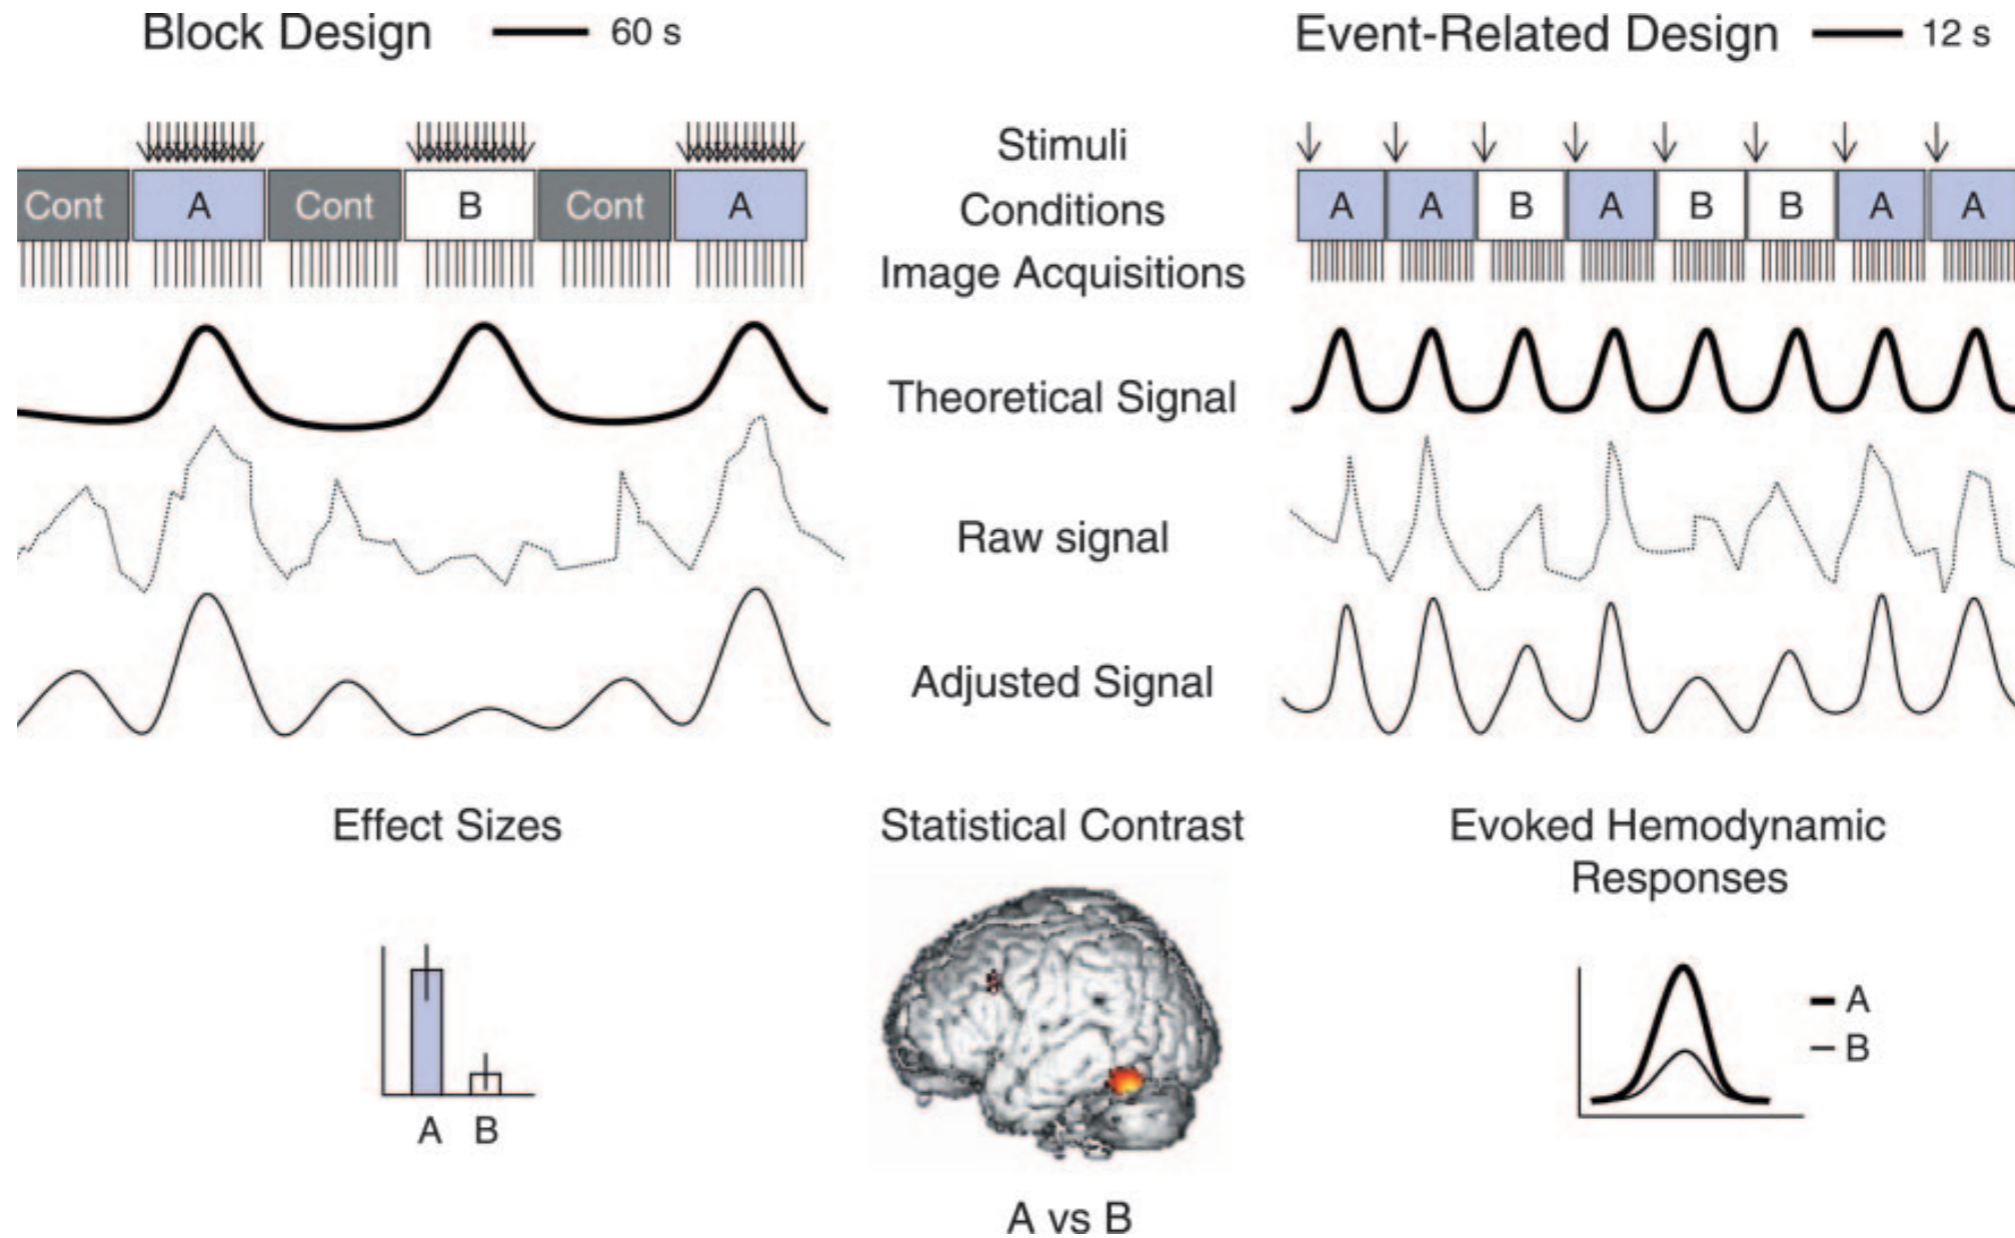 Block Design 60 s
Event-Related Design 12 s
Stimuli
Cont A Cont B Cont A
Conditions
A A B A B B A A
Image Acquisitions
Theoretical Signal
Raw signal
Adjusted Signal
Effect Sizes
A B
Statistical Contrast
A vs B
Evoked Hemodynamic
Responses
A
B